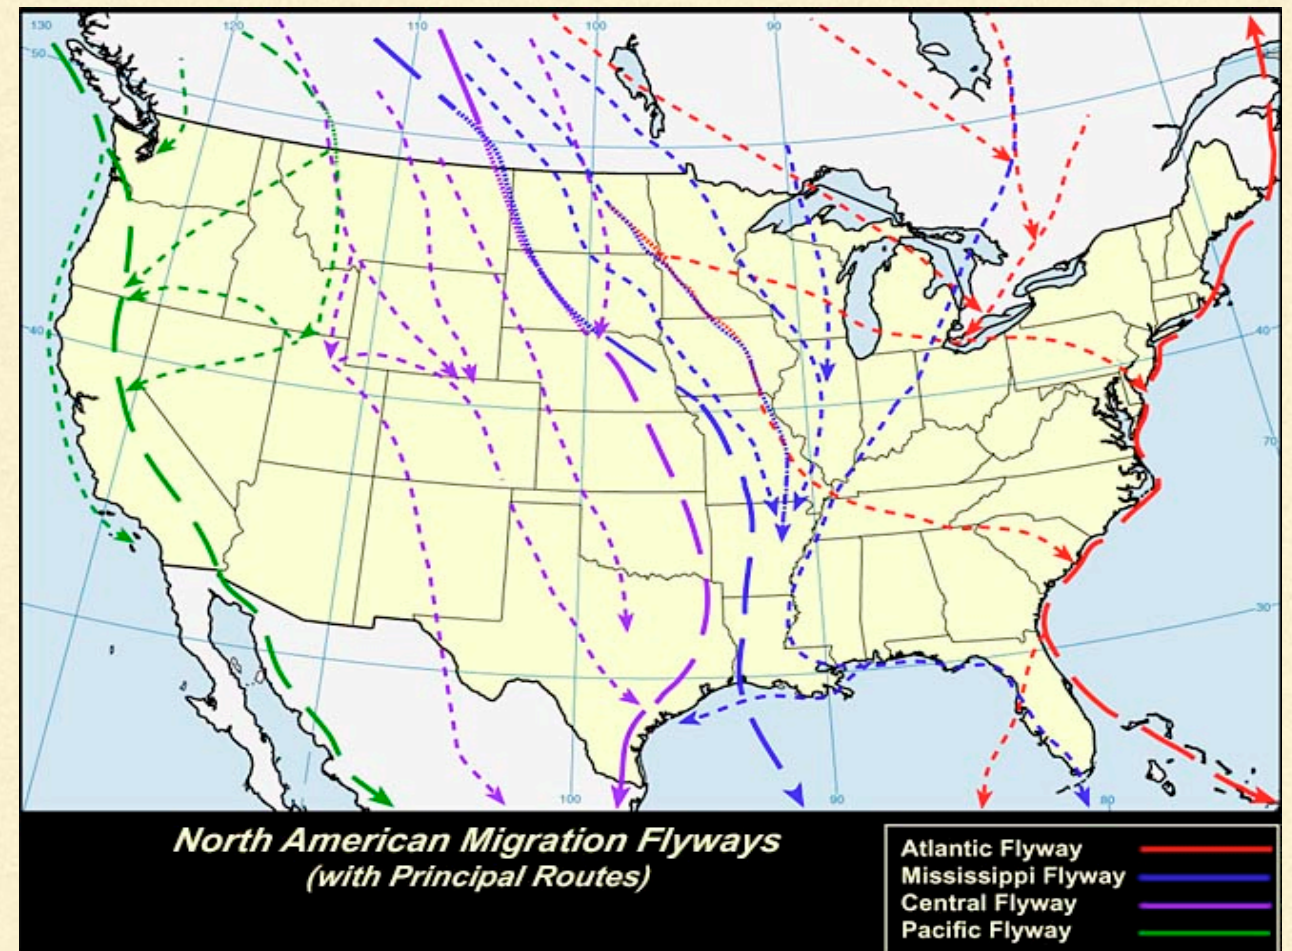 130
120
110
100
90
50
40
40
70
30
100
90
80
North American Migration Flyways
(with Principal Routes)
Atlantic Flyway
Mississippi Flyway
Central Flyway
Pacific Flyway